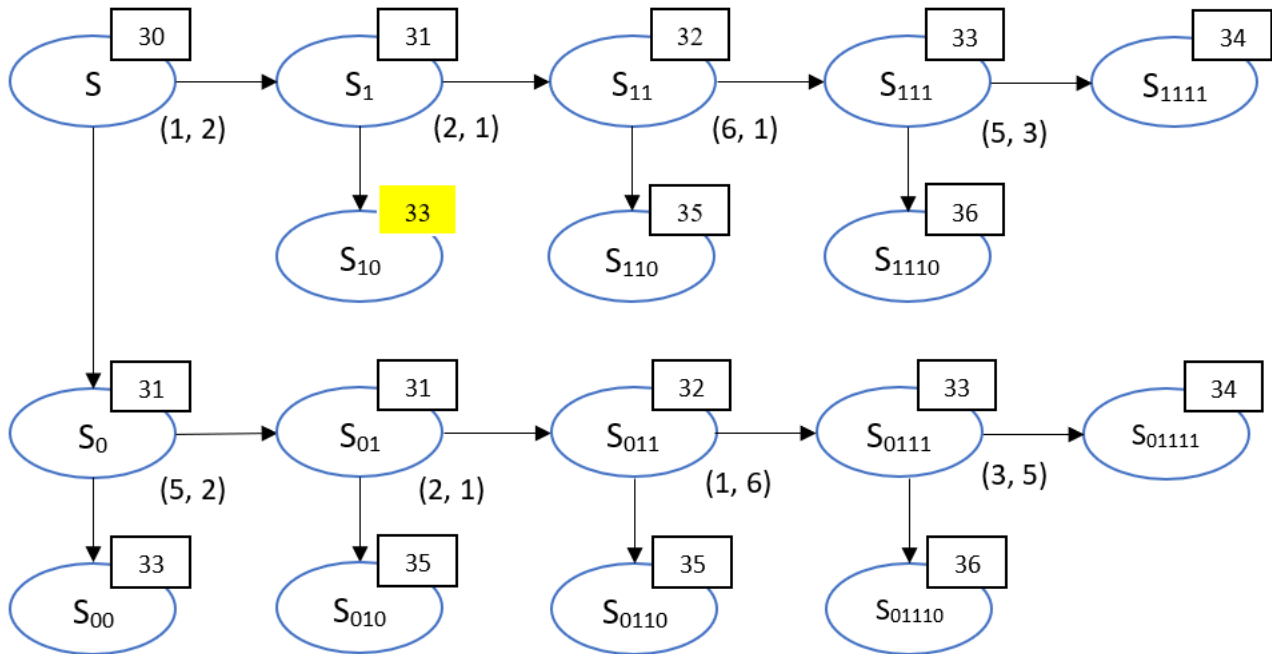 30 31 32 33 34
S S₁ S₁₁ S₁₁₁ S₁₁₁₁
(1, 2) (2, 1) (6, 1) (5, 3)
33 35 36
S₁₀ S₁₁₀ S₁₁₁₀
31 31 32 33 34
S₀ S₀₁ S₀₁₁ S₀₁₁₁ S₀₁₁₁₁
(5, 2) (2, 1) (1, 6) (3, 5)
33 35 35 36
S₀₀ S₀₁₀ S₀₁₁₀ S₀₁₁₁₀